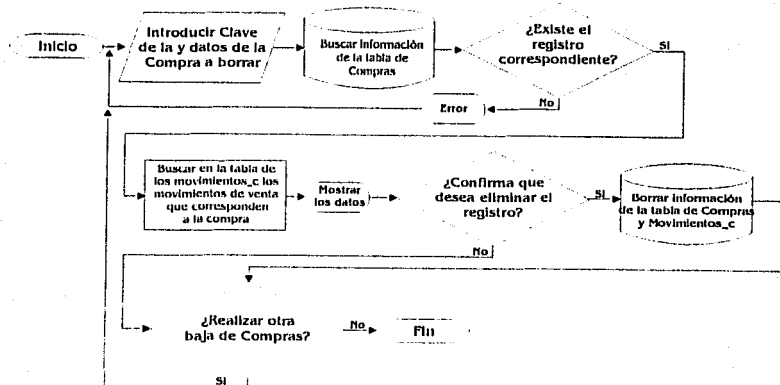 Inicio
Introducir Clave
de la y datos de la
Compra a borrar
Buscar Información
de la tabla de
Compras
¿Existe el
registro
correspondiente?
Si
No
Error
Buscar en la tabla de
los movimientos_c los
movimientos de venta
que corresponden
a la compra
Mostrar
los datos
¿Confirma que
desea eliminar el
registro?
Si
Borrar información
de la tabla de Compras
y Movimientos_c
No
¿Realizar otra
baja de Compras?
No
Fin
Si